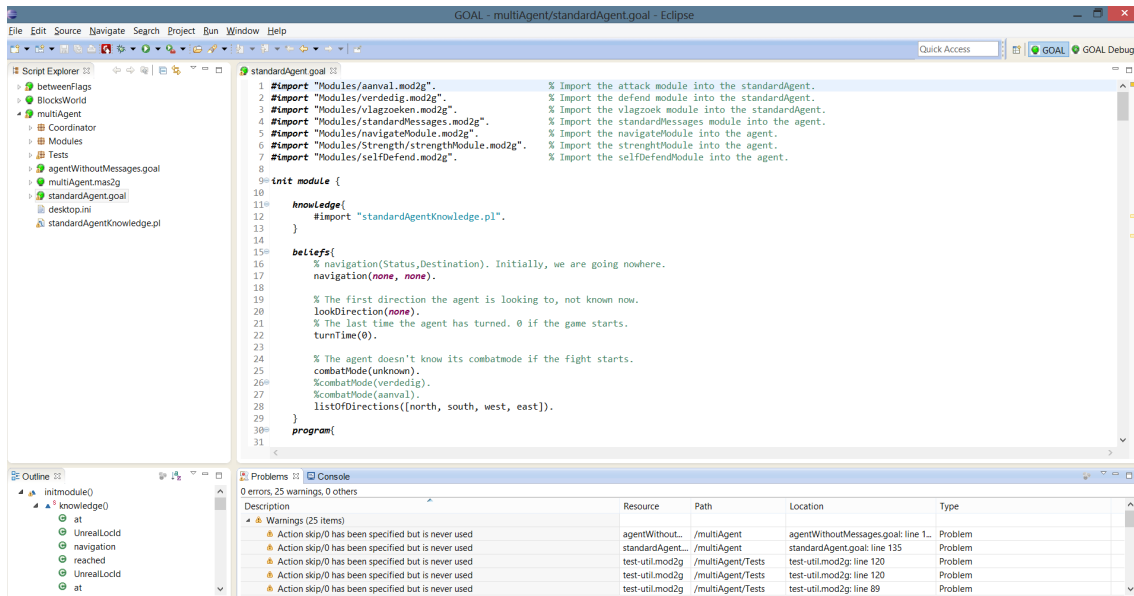 GOAL - multiAgent/standardAgent.goal - Eclipse
File Edit Source Navigate Search Project Run Window Help
Quick Access GOAL GOAL Debug
Script Explorer
betweenFlags
BlocksWorld
multiAgent
Coordinator
Modules
Tests
agentWithoutMessages.goal
multiAgent.mas2g
standardAgent.goal
desktop.ini
standardAgentKnowledge.pl
standardAgent.goal
1 #import "Modules/aanval.mod2g". % Import the attack module into the standardAgent.
2 #import "Modules/verdedig.mod2g". % Import the defend module into the standardAgent.
3 #import "Modules/vlagzoeken.mod2g". % Import the vlagzoek module into the standardAgent.
4 #import "Modules/standardMessages.mod2g". % Import the standardMessages module into the agent.
5 #import "Modules/navigateModule.mod2g". % Import the navigateModule into the agent.
6 #import "Modules/Strength/strengthModule.mod2g". % Import the strenghtModule into the agent.
7 #import "Modules/selfDefend.mod2g". % Import the selfDefendModule into the agent.
8
9 init module {
10
11 knowledge{
12 #import "standardAgentKnowledge.pl".
13 }
14
15 beliefs{
16 % navigation(Status,Destination). Initially, we are going nowhere.
17 navigation(none, none).
18
19 % The first direction the agent is looking to, not known now.
20 lookDirection(none).
21 % The last time the agent has turned. 0 if the game starts.
22 turnTime(0).
23
24 % The agent doesn't know its combatmode if the fight starts.
25 combatMode(unknown).
26 %combatMode(verdedig).
27 %combatMode(aanval).
28 listOfDirections([north, south, west, east]).
29 }
30 program{
31
Outline
initmodule()
knowledge()
at
UnrealLocId
navigation
reached
UnrealLocId
at
Problems Console
0 errors, 25 warnings, 0 others
Description Resource Path Location Type
Warnings (25 items)
Action skip/0 has been specified but is never used agentWithout... /multiAgent agentWithoutMessages.goal: line 1... Problem
Action skip/0 has been specified but is never used standardAgent.... /multiAgent standardAgent.goal: line 135 Problem
Action skip/0 has been specified but is never used test-util.mod2g /multiAgent/Tests test-util.mod2g: line 120 Problem
Action skip/0 has been specified but is never used test-util.mod2g /multiAgent/Tests test-util.mod2g: line 120 Problem
Action skip/0 has been specified but is never used test-util.mod2g /multiAgent/Tests test-util.mod2g: line 89 Problem